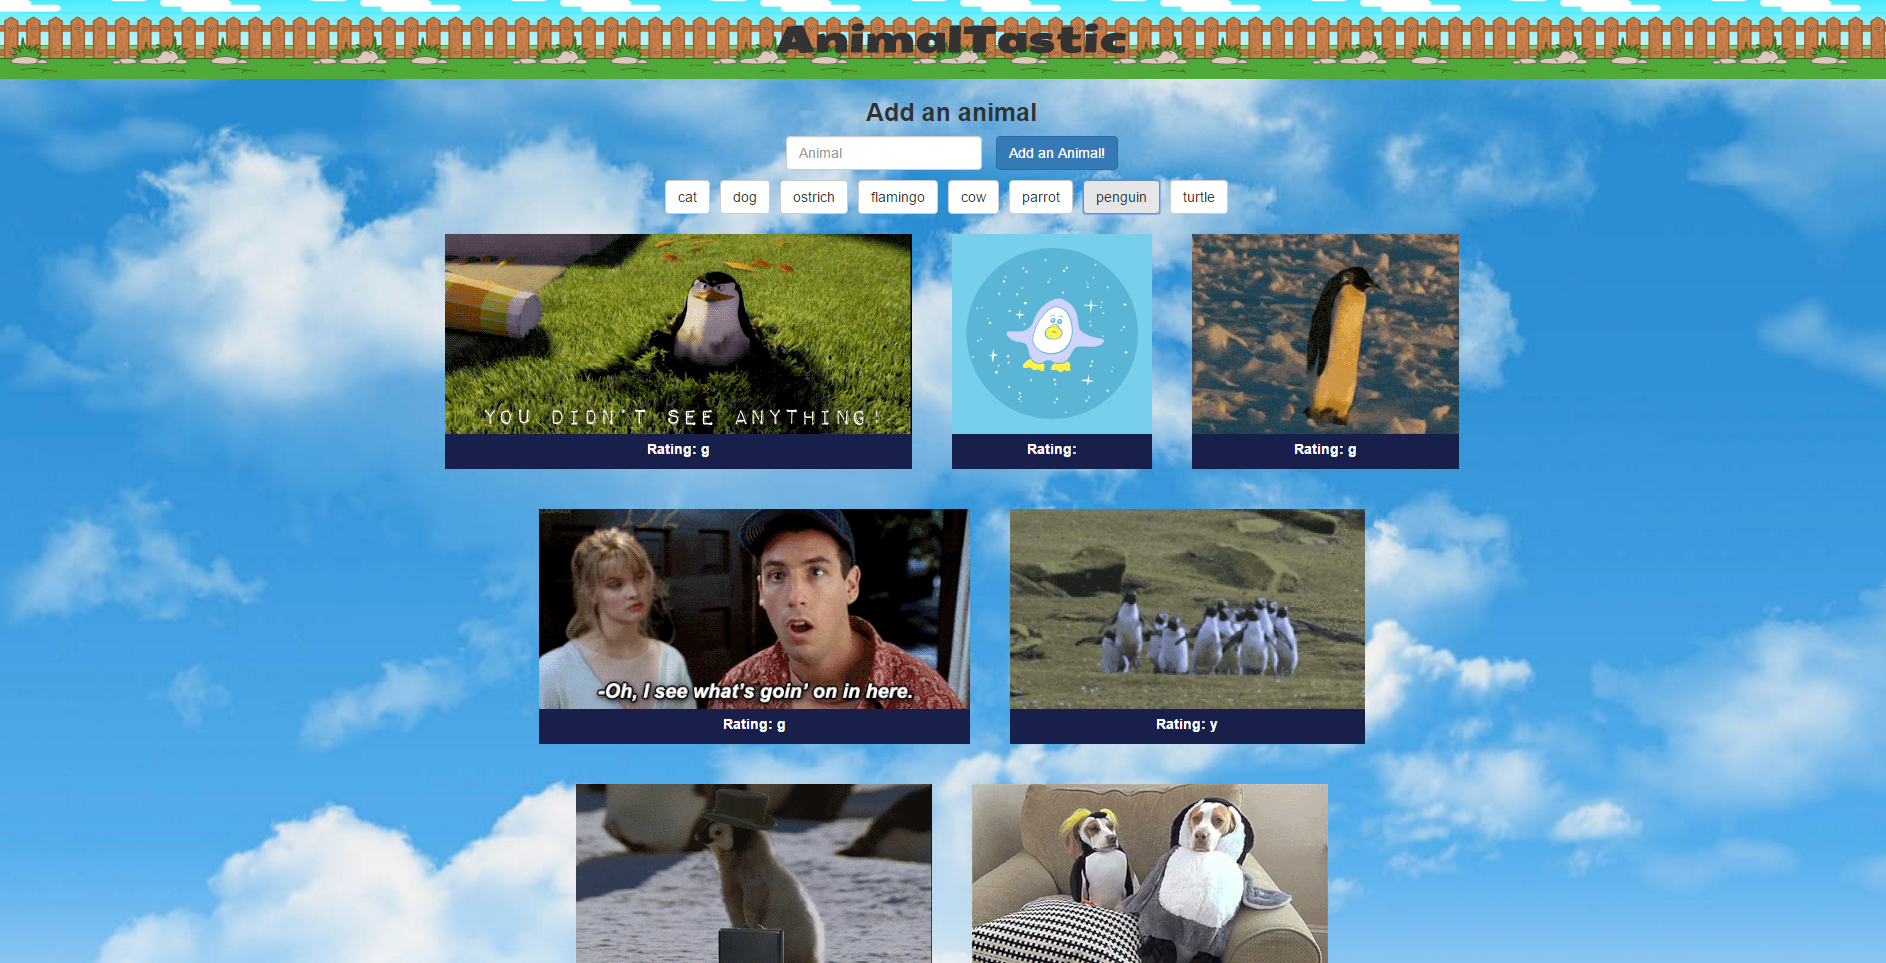 AnimalTastic
Add an animal
Animal
Add an Animal!
cat
dog
ostrich
flamingo
cow
parrot
penguin
turtle
YOU DIDN'T SEE ANYTHING!
Rating: g
Rating:
Rating: g
-Oh, I see what's goin' on in here.
Rating: g
Rating: y